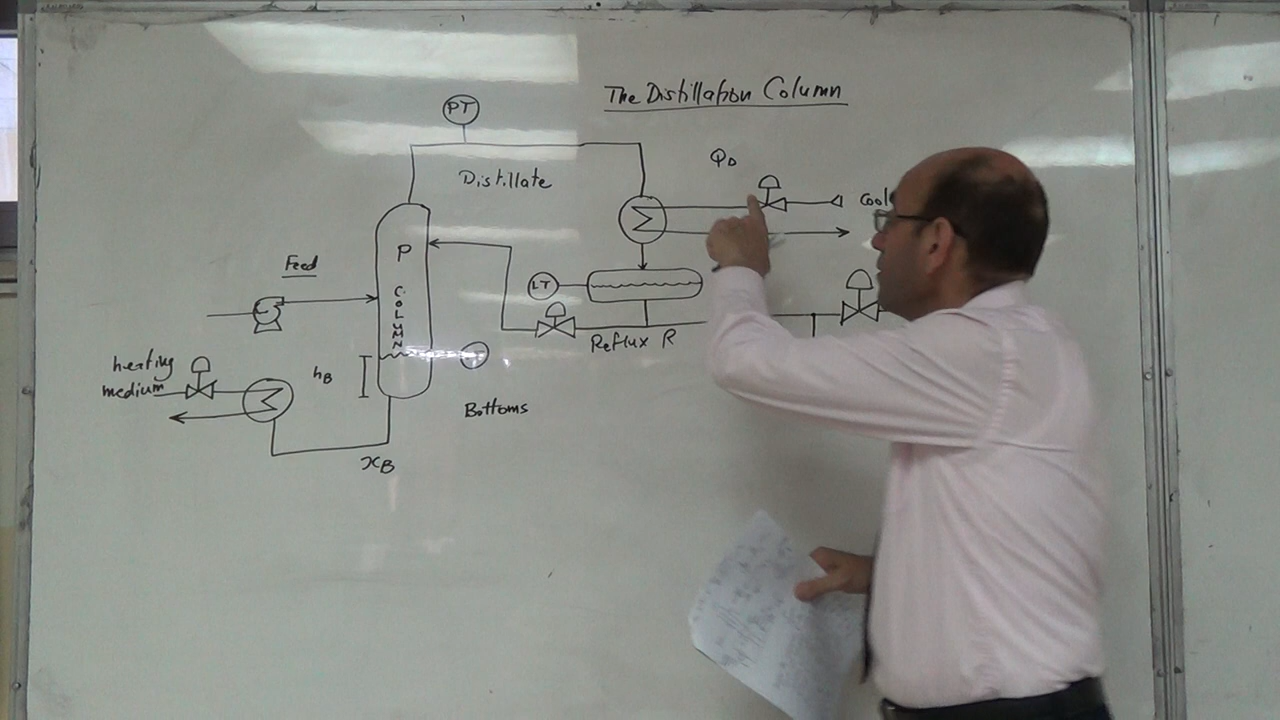 The Distillation Column
PT
QD
Distillate
P
COLUMN
Feed
LT
Reflux R
heating
medium
hB
Bottoms
xB